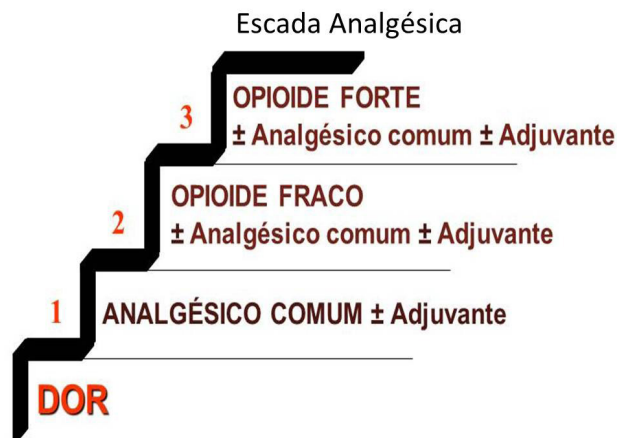 Escada Analgésica
3
OPIOIDE FORTE
± Analgésico comum ± Adjuvante
2
OPIOIDE FRACO
± Analgésico comum ± Adjuvante
1
ANALGÉSICO COMUM ± Adjuvante
DOR